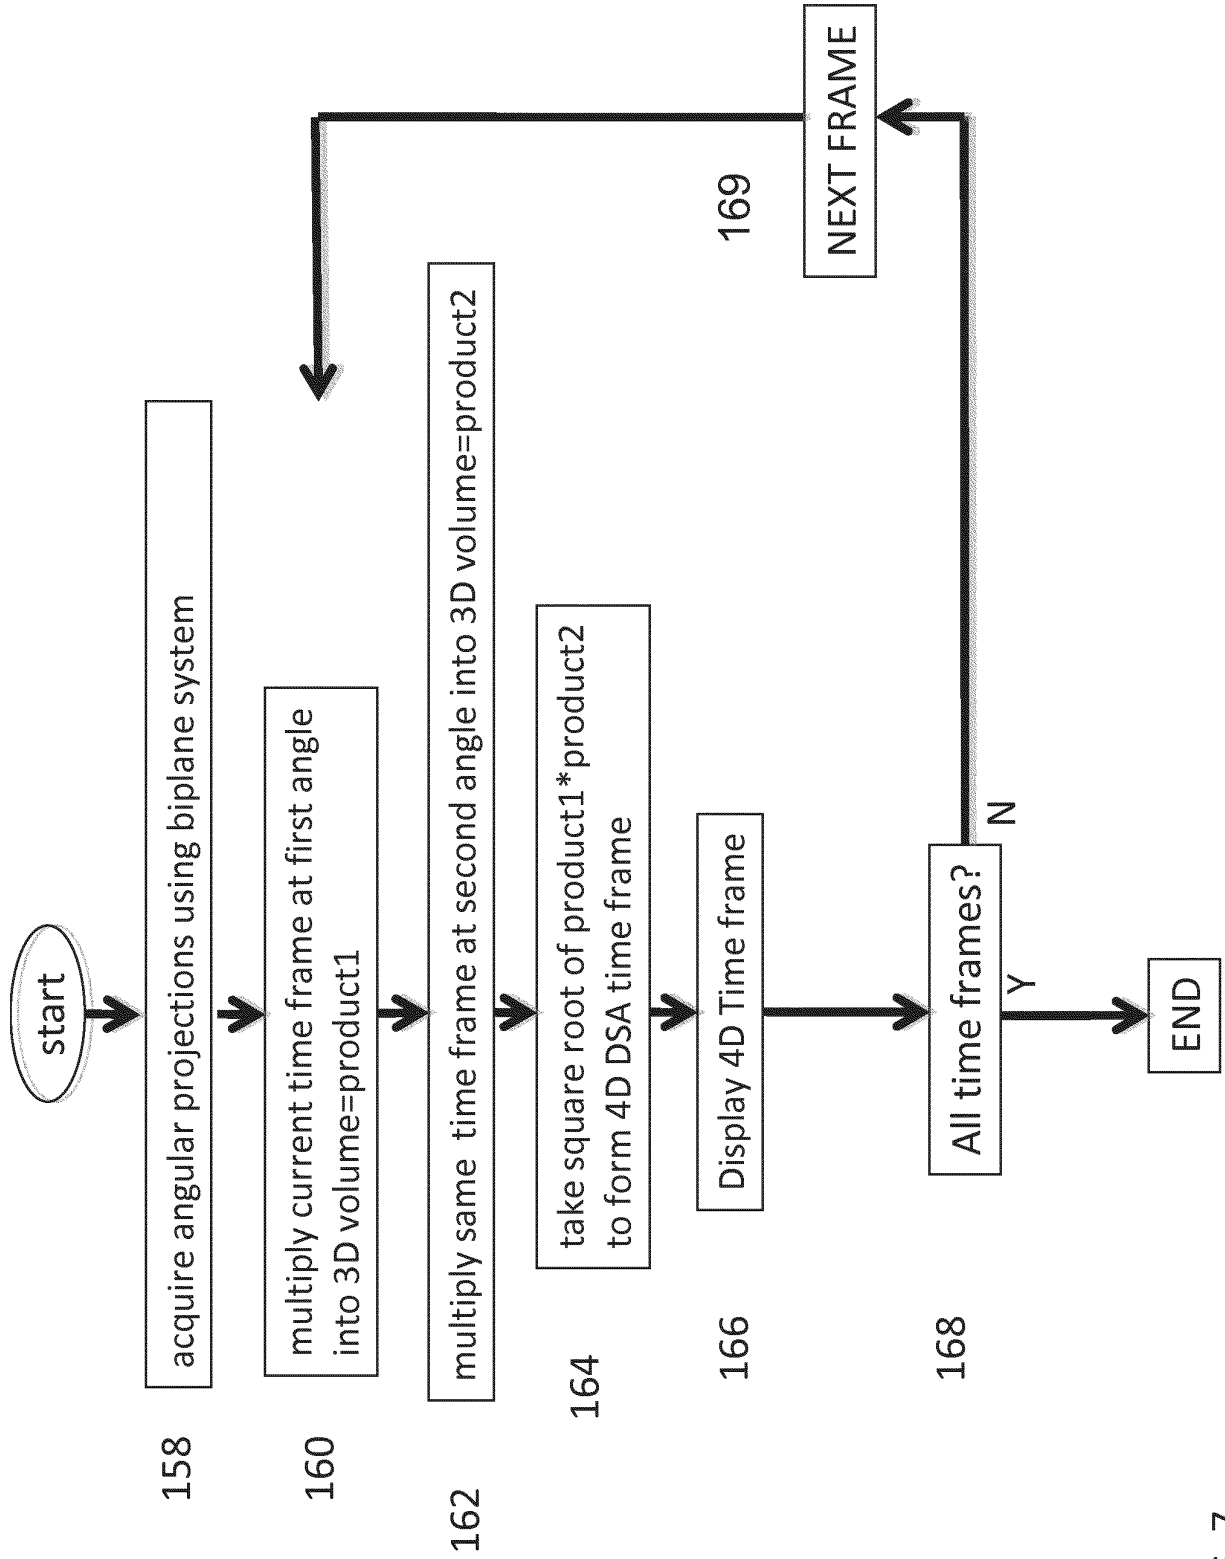 start
158
acquire angular projections using biplane system
160
multiply current time frame at first angle
into 3D volume=product1
162
multiply same time frame at second angle into 3D volume=product2
164
take square root of product1*product2
to form 4D DSA time frame
166
Display 4D Time frame
168
All time frames?
N
Y
169
NEXT FRAME
END
7